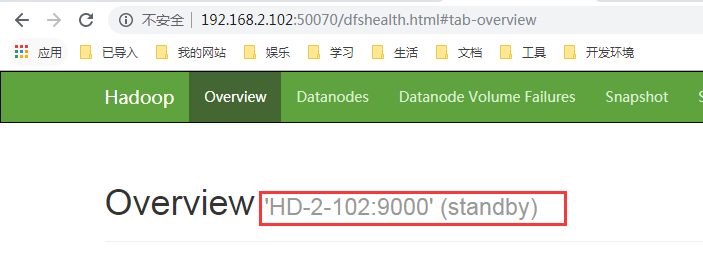 不安全 192.168.2.102:50070/dfshealth.html#tab-overview
应用 已导入 我的网站 娱乐 学习 生活 文档 工具 开发环境
Hadoop Overview Datanodes Datanode Volume Failures Snapshot
Overview 'HD-2-102:9000' (standby)